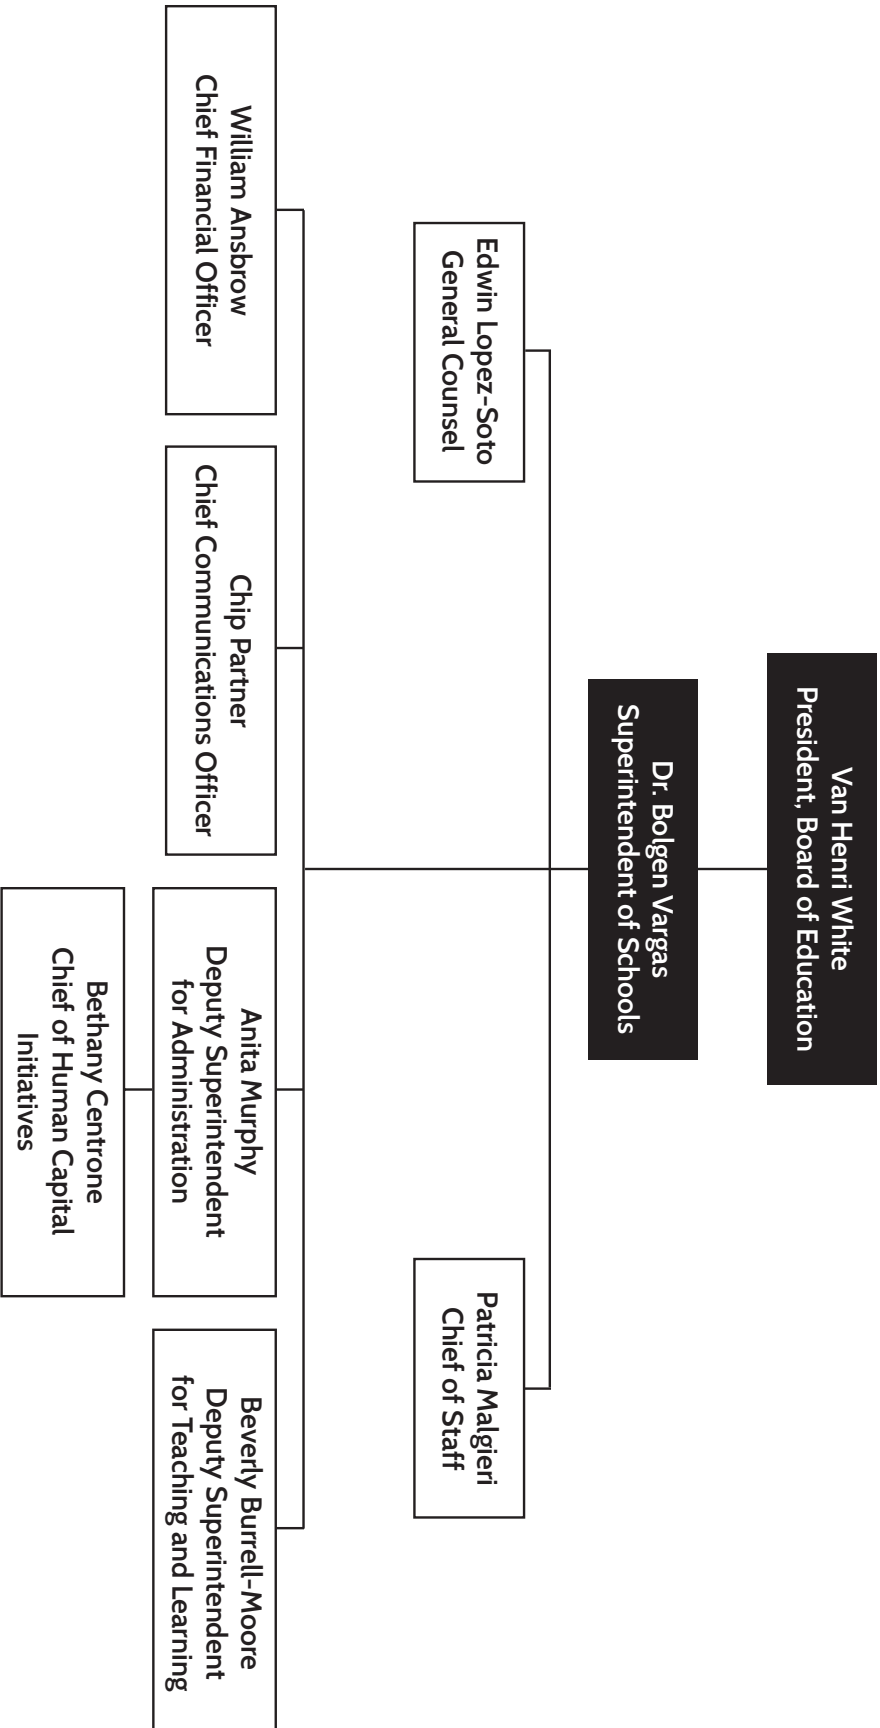 Van Henri White
President, Board of Education
Dr. Bolgen Vargas
Superintendent of Schools
Edwin Lopez-Soto
General Counsel
Patricia Malgieri
Chief of Staff
William Ansbrow
Chief Financial Officer
Chip Partner
Chief Communications Officer
Anita Murphy
Deputy Superintendent
for Administration
Beverly Burrell-Moore
Deputy Superintendent
for Teaching and Learning
Bethany Centrone
Chief of Human Capital
Initiatives